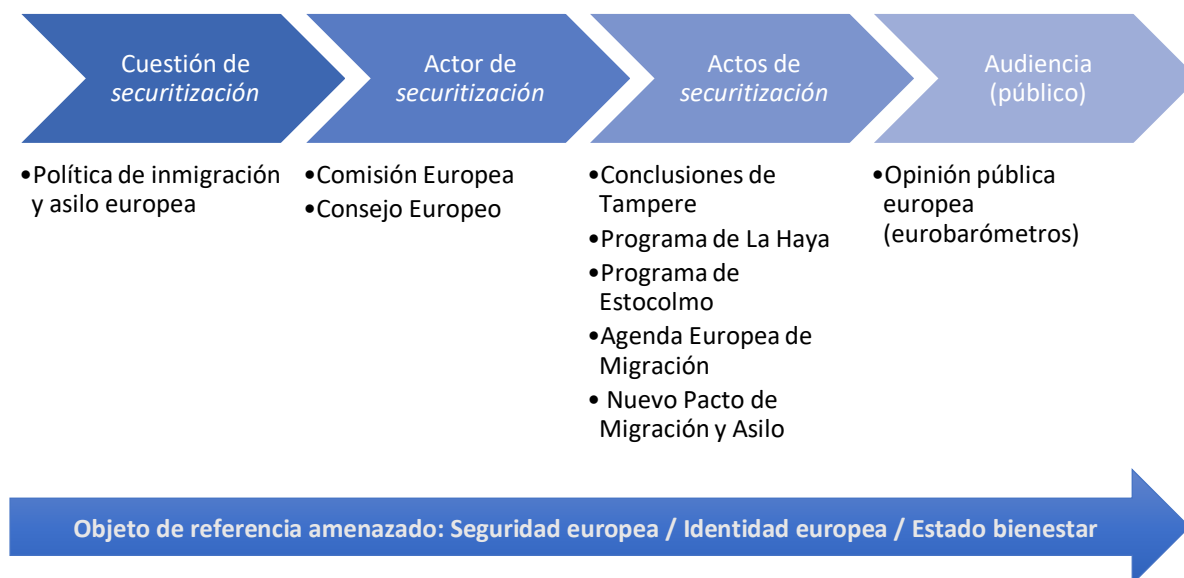 Cuestión de
securitización
Actor de
securitización
Actos de
securitización
Audiencia
(público)
•Política de inmigración
y asilo europea
•Comisión Europea
•Consejo Europeo
•Conclusiones de
Tampere
•Programa de La Haya
•Programa de
Estocolmo
•Agenda Europea de
Migración
• Nuevo Pacto de
Migración y Asilo
•Opinión pública
europea
(eurobarómetros)
Objeto de referencia amenazado: Seguridad europea / Identidad europea / Estado bienestar